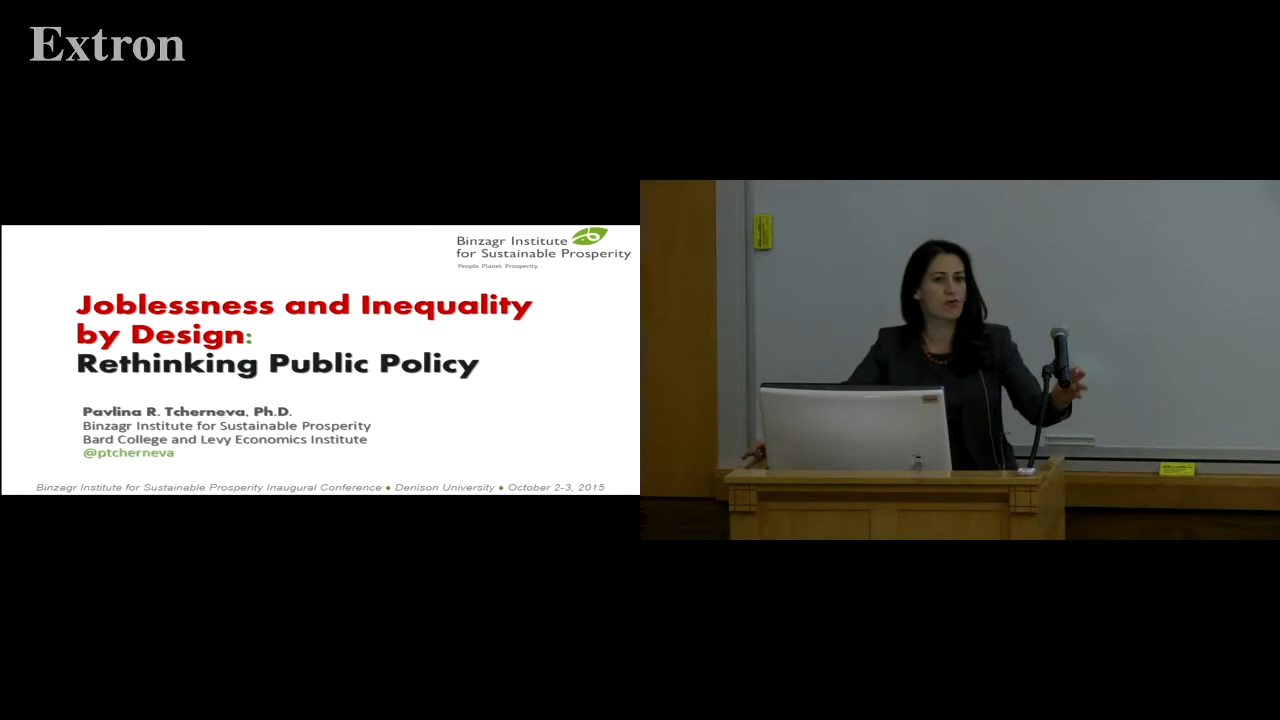 Extron
Binzagr Institute
for Sustainable Prosperity
People. Planet. Prosperity.
Joblessness and Inequality
by Design:
Rethinking Public Policy
Pavlina R. Tcherneva, Ph.D.
Binzagr Institute for Sustainable Prosperity
Bard College and Levy Economics Institute
@ptcherneva
Binzagr Institute for Sustainable Prosperity Inaugural Conference ♦ Denison University ♦ October 2-3, 2015